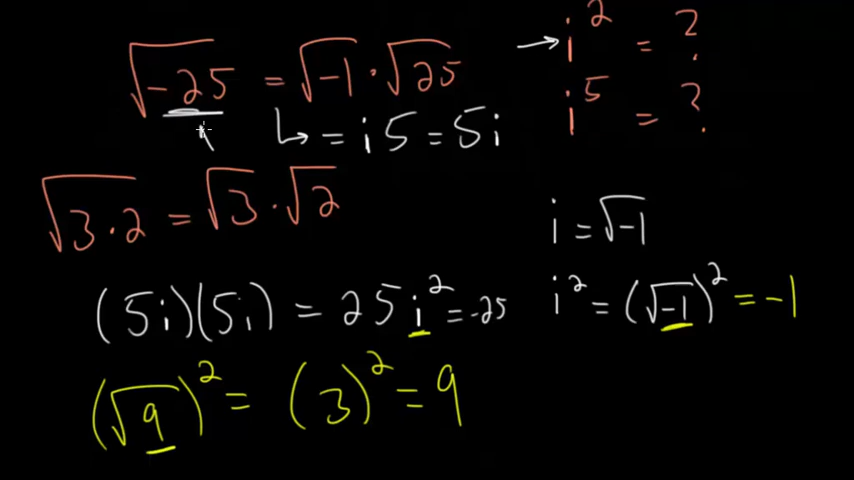 √-25 = √-1 · √25
↳ = i5 = 5i
→ i² = ?
i⁵ = ?
√3·2 = √3 · √2
i = √-1
(5i)(5i) = 25i² = -25
i² = (√-1)² = -1
(√9)² = (3)² = 9